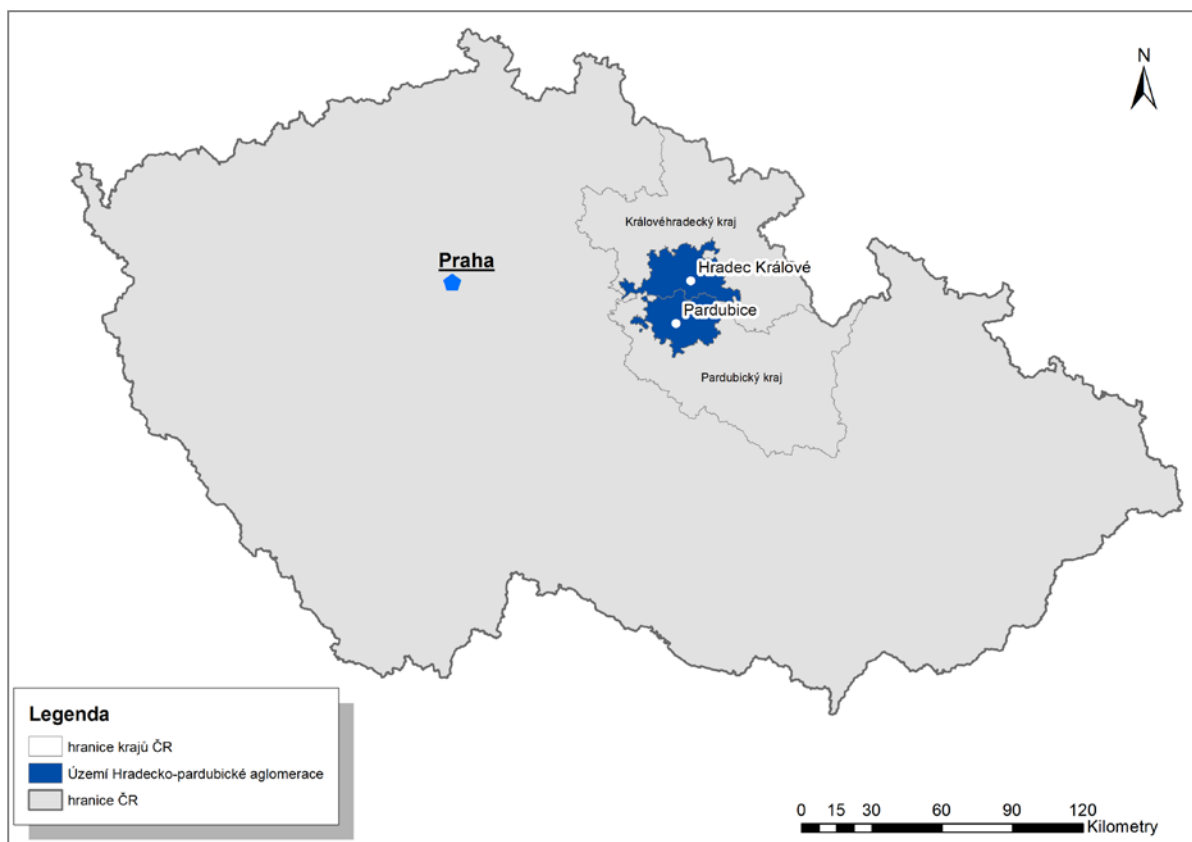 N
Královéhradecký kraj
Praha
Hradec Králové
Pardubice
Pardubický kraj
Legenda
hranice krajů ČR
Území Hradecko-pardubické aglomerace
hranice ČR
0 15 30 60 90 120
Kilometry